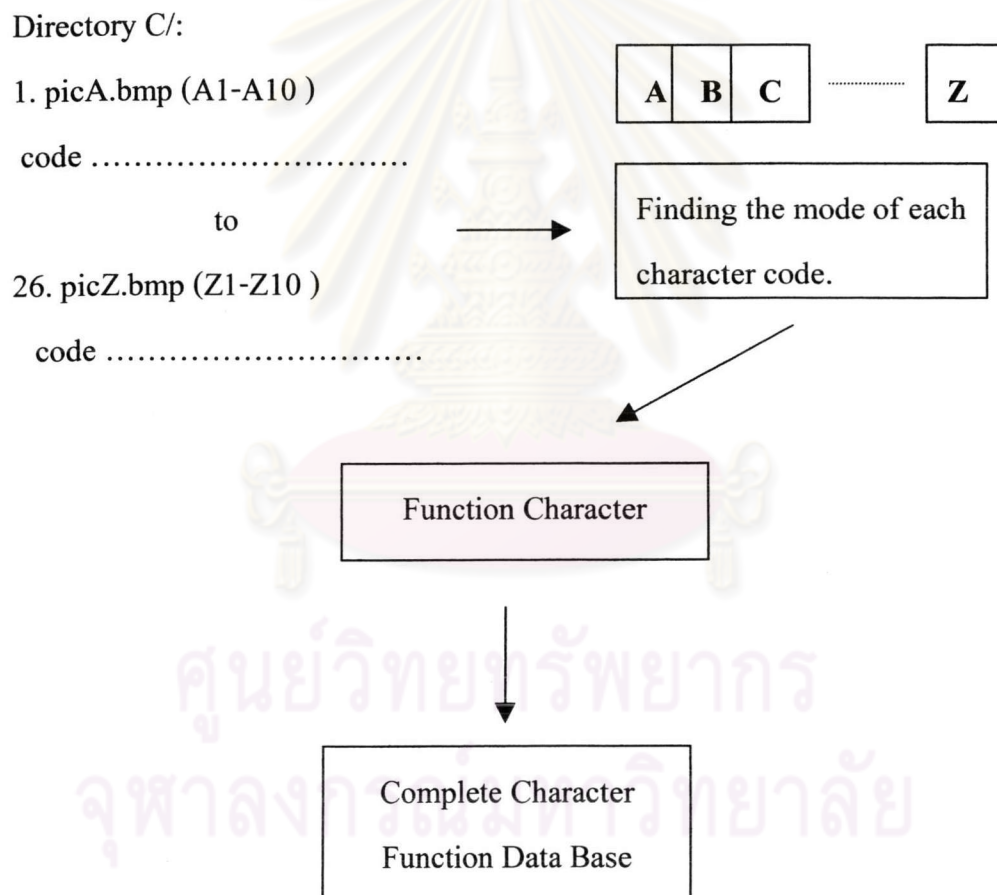 Directory C/:
1. picA.bmp (A1-A10 )
code ................................
to
26. picZ.bmp (Z1-Z10 )
code ................................
A B C ...................... Z
Finding the mode of each
character code.
Function Character
Complete Character
Function Data Base
ศูนย์วิทยทรัพยากร
จุฬาลงกรณ์มหาวิทยาลัย